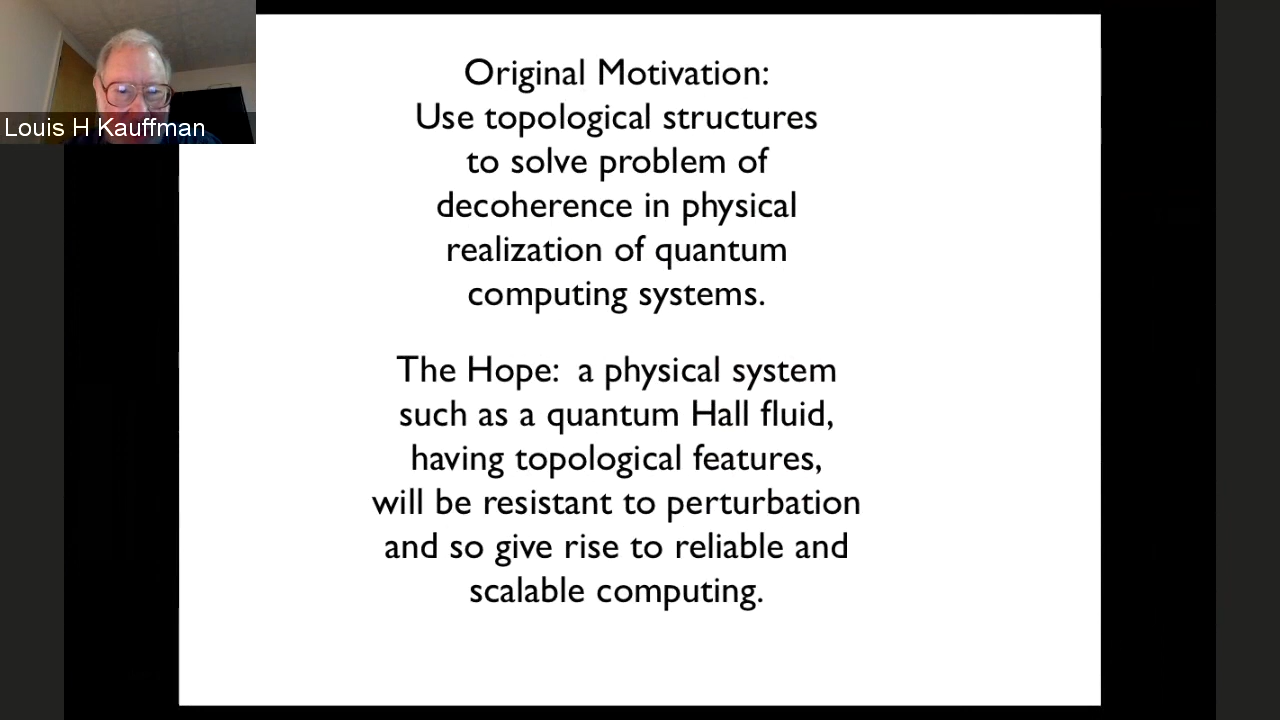 Louis H Kauffman
Original Motivation:
Use topological structures
to solve problem of
decoherence in physical
realization of quantum
computing systems.
The Hope: a physical system
such as a quantum Hall fluid,
having topological features,
will be resistant to perturbation
and so give rise to reliable and
scalable computing.